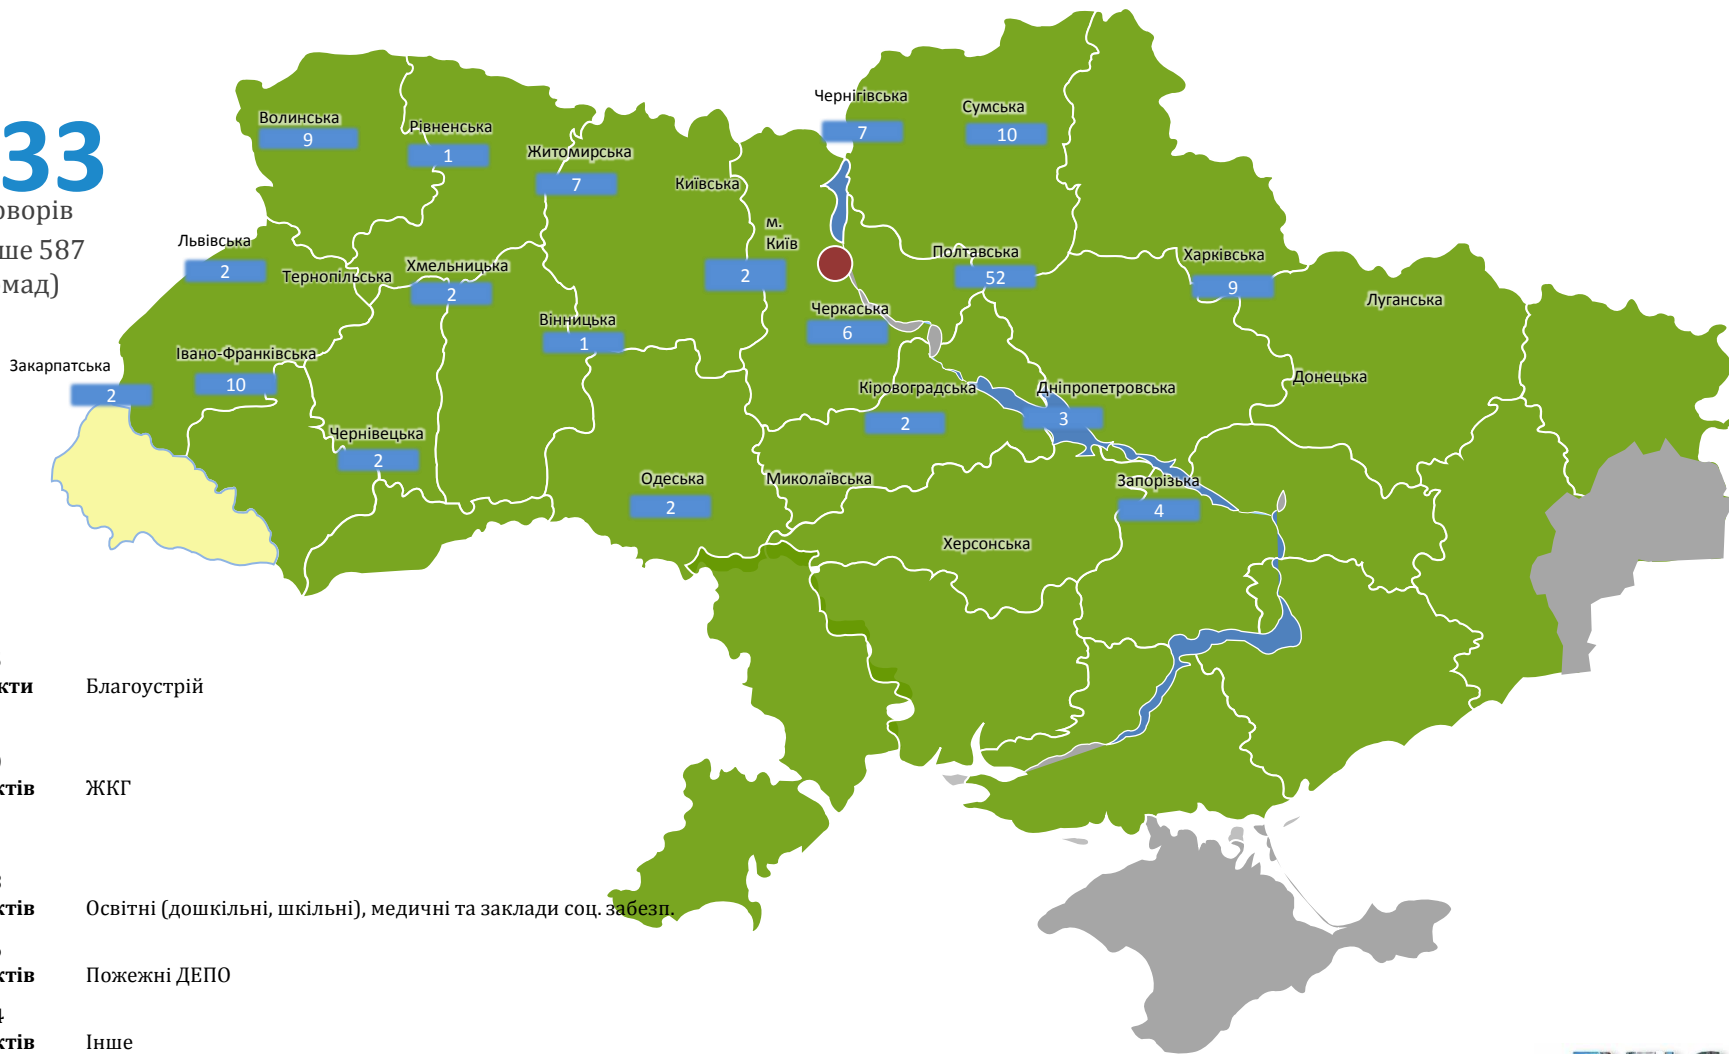 33
оворів
ше 587
мад)
Волинська
9
Рівненська
1
Житомирська
7
Київська
м.
Київ
2
Чернігівська
7
Сумська
10
Львівська
2
Тернопільська
Хмельницька
2
Вінницька
1
Полтавська
52
Черкаська
6
Харківська
9
Луганська
Закарпатська
2
Івано-Франківська
10
Чернівецька
2
Кіровоградська
2
Дніпропетровська
3
Донецька
Одеська
2
Миколаївська
Запорізька
4
Херсонська
кти Благоустрій
ктів ЖКГ
ктів Освітні (дошкільні, шкільні), медичні та заклади соц. забезп.
ктів Пожежні ДЕПО
ктів Інше